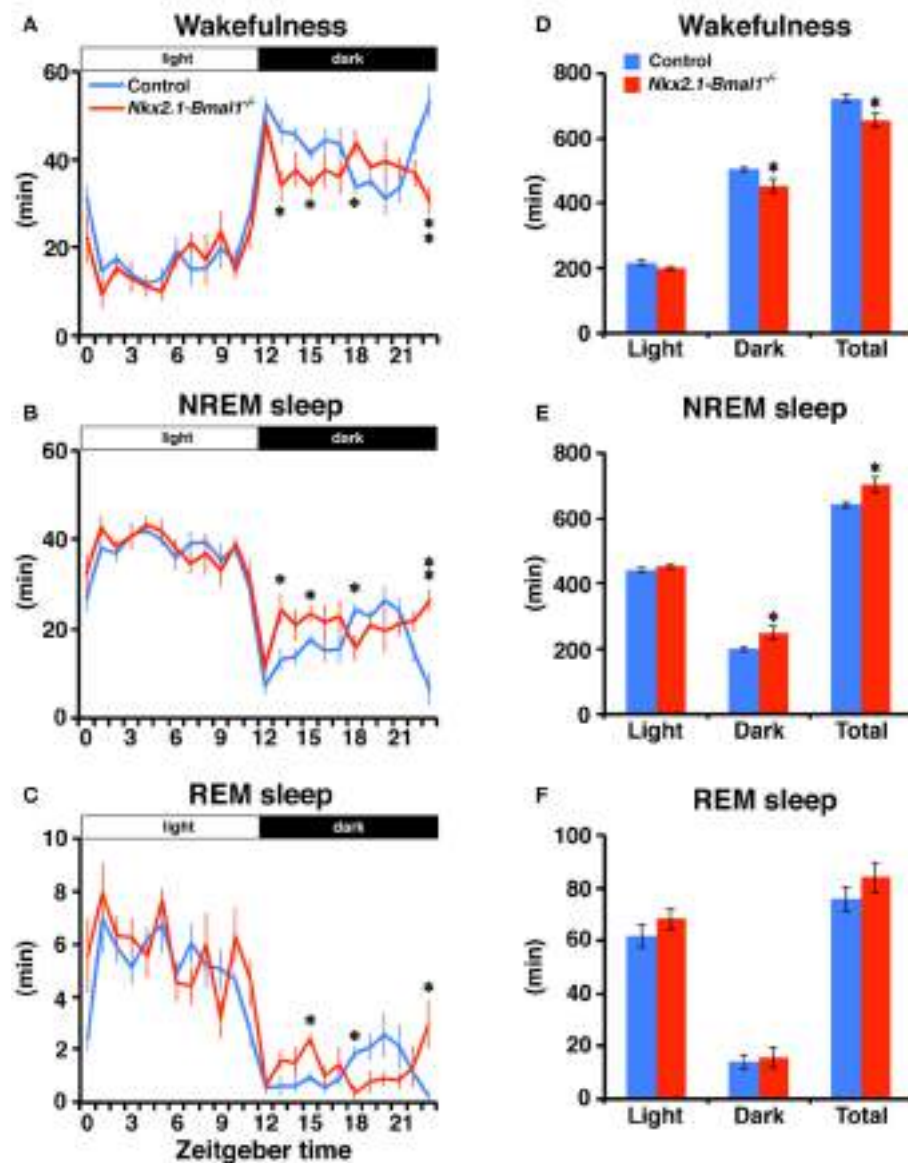 A Wakefulness
light dark
60
Control
Nkx2.1-Bmal1-/-
40
(min)
* * *
20
*
*
0
0 3 6 9 12 15 18 21
B NREM sleep
light dark
60
40
(min)
*
*
* * *
20
0
0 3 6 9 12 15 18 21
C REM sleep
light dark
10
8
6
(min)
4
* * *
2
0
0 3 6 9 12 15 18 21
Zeitgeber time
D Wakefulness
Control
Nkx2.1-Bmal1-/-
800
*
600
*
(min)
400
200
0
Light Dark Total
E NREM sleep
800
*
600
(min)
400
*
200
0
Light Dark Total
F REM sleep
100
80
60
(min)
40
20
0
Light Dark Total